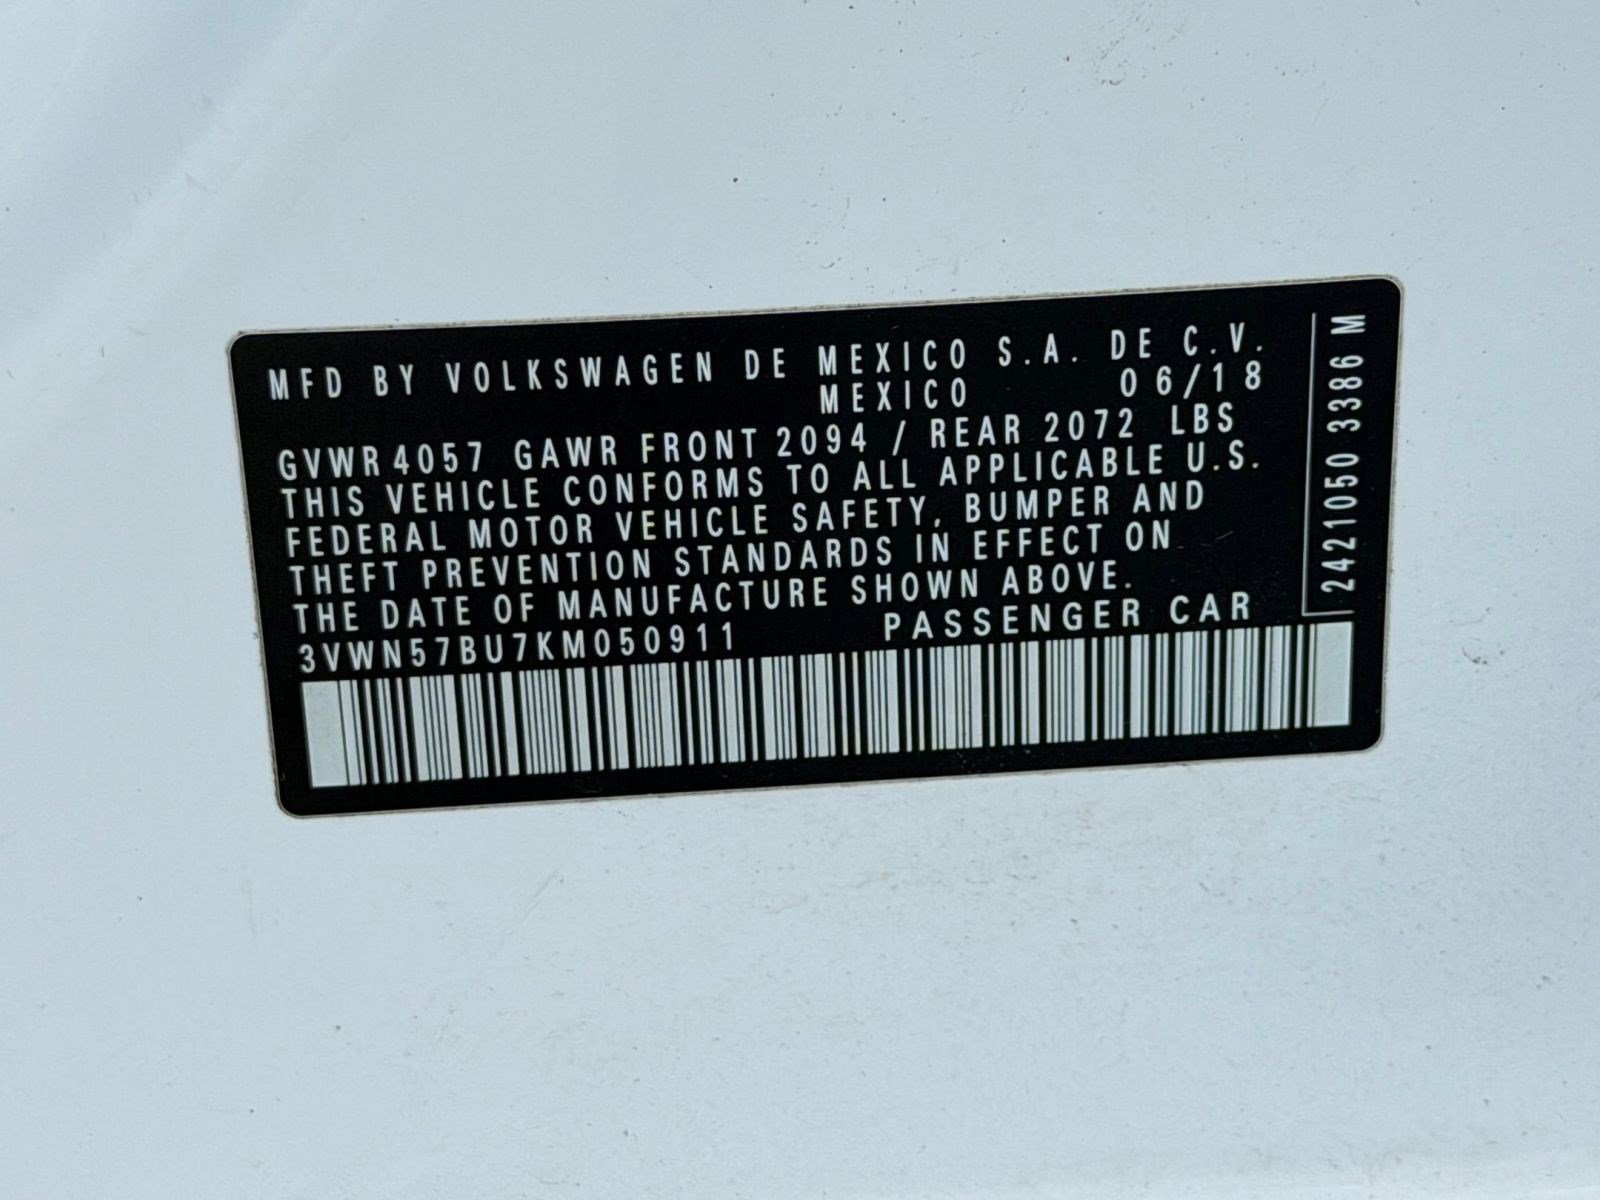 MFD BY VOLKSWAGEN DE MEXICO S.A. DE C.V.
MEXICO 06/18
GVWR 4057 GAWR FRONT 2094 / REAR 2072 LBS
THIS VEHICLE CONFORMS TO ALL APPLICABLE U.S.
FEDERAL MOTOR VEHICLE SAFETY, BUMPER AND
THEFT PREVENTION STANDARDS IN EFFECT ON
THE DATE OF MANUFACTURE SHOWN ABOVE.
3VWN57BU7KM050911 PASSENGER CAR
2421050 3386 M